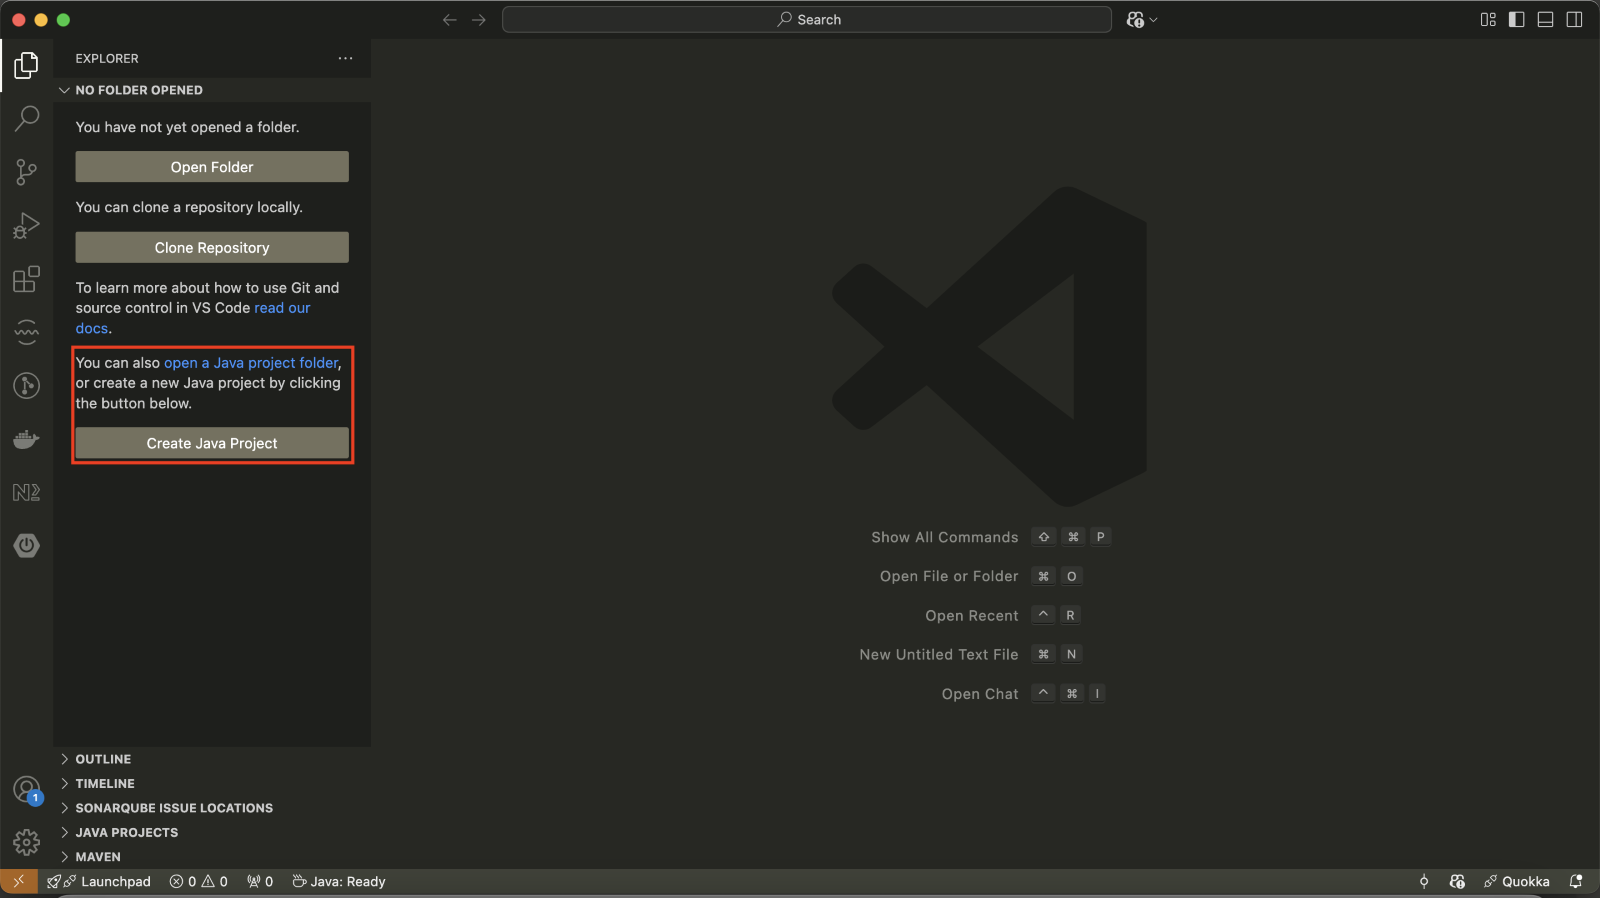 Search
EXPLORER
NO FOLDER OPENED
You have not yet opened a folder.
Open Folder
You can clone a repository locally.
Clone Repository
To learn more about how to use Git and
source control in VS Code read our
docs.
You can also open a Java project folder,
or create a new Java project by clicking
the button below.
Create Java Project
Show All Commands ⇧ ⌘ P
Open File or Folder ⌘ O
Open Recent ^ R
New Untitled Text File ⌘ N
Open Chat ^ ⌘ I
OUTLINE
TIMELINE
SONARQUBE ISSUE LOCATIONS
JAVA PROJECTS
MAVEN
1
Launchpad 0 0 0 Java: Ready Quokka